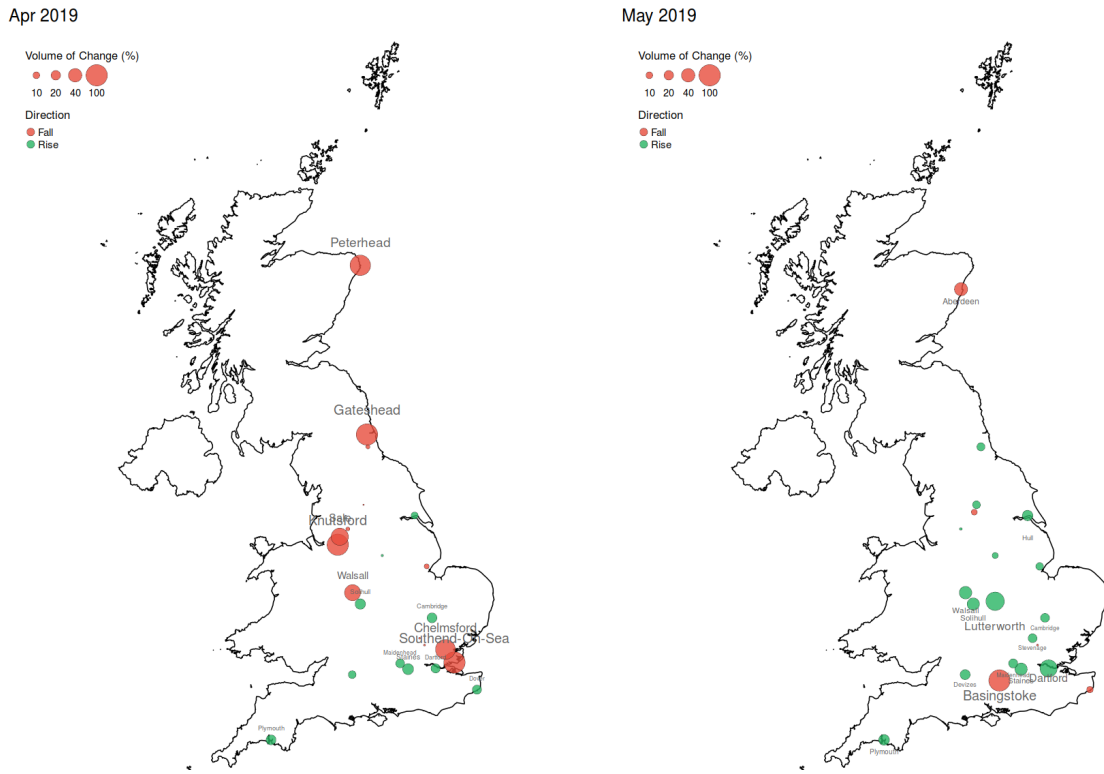 Apr 2019
Volume of Change (%)
10 20 40 100
Direction
Fall
Rise
Peterhead
Gateshead
Sale
Knutsford
Walsall
Solihull
Cambridge
Chelmsford
Southend-On-Sea
Maidenhead
Staines
Dartford
Dover
Plymouth
May 2019
Volume of Change (%)
10 20 40 100
Direction
Fall
Rise
Aberdeen
Hull
Walsall
Solihull
Lutterworth
Cambridge
Stevenage
Maidenhead
Staines
Dartford
Devizes
Basingstoke
Plymouth